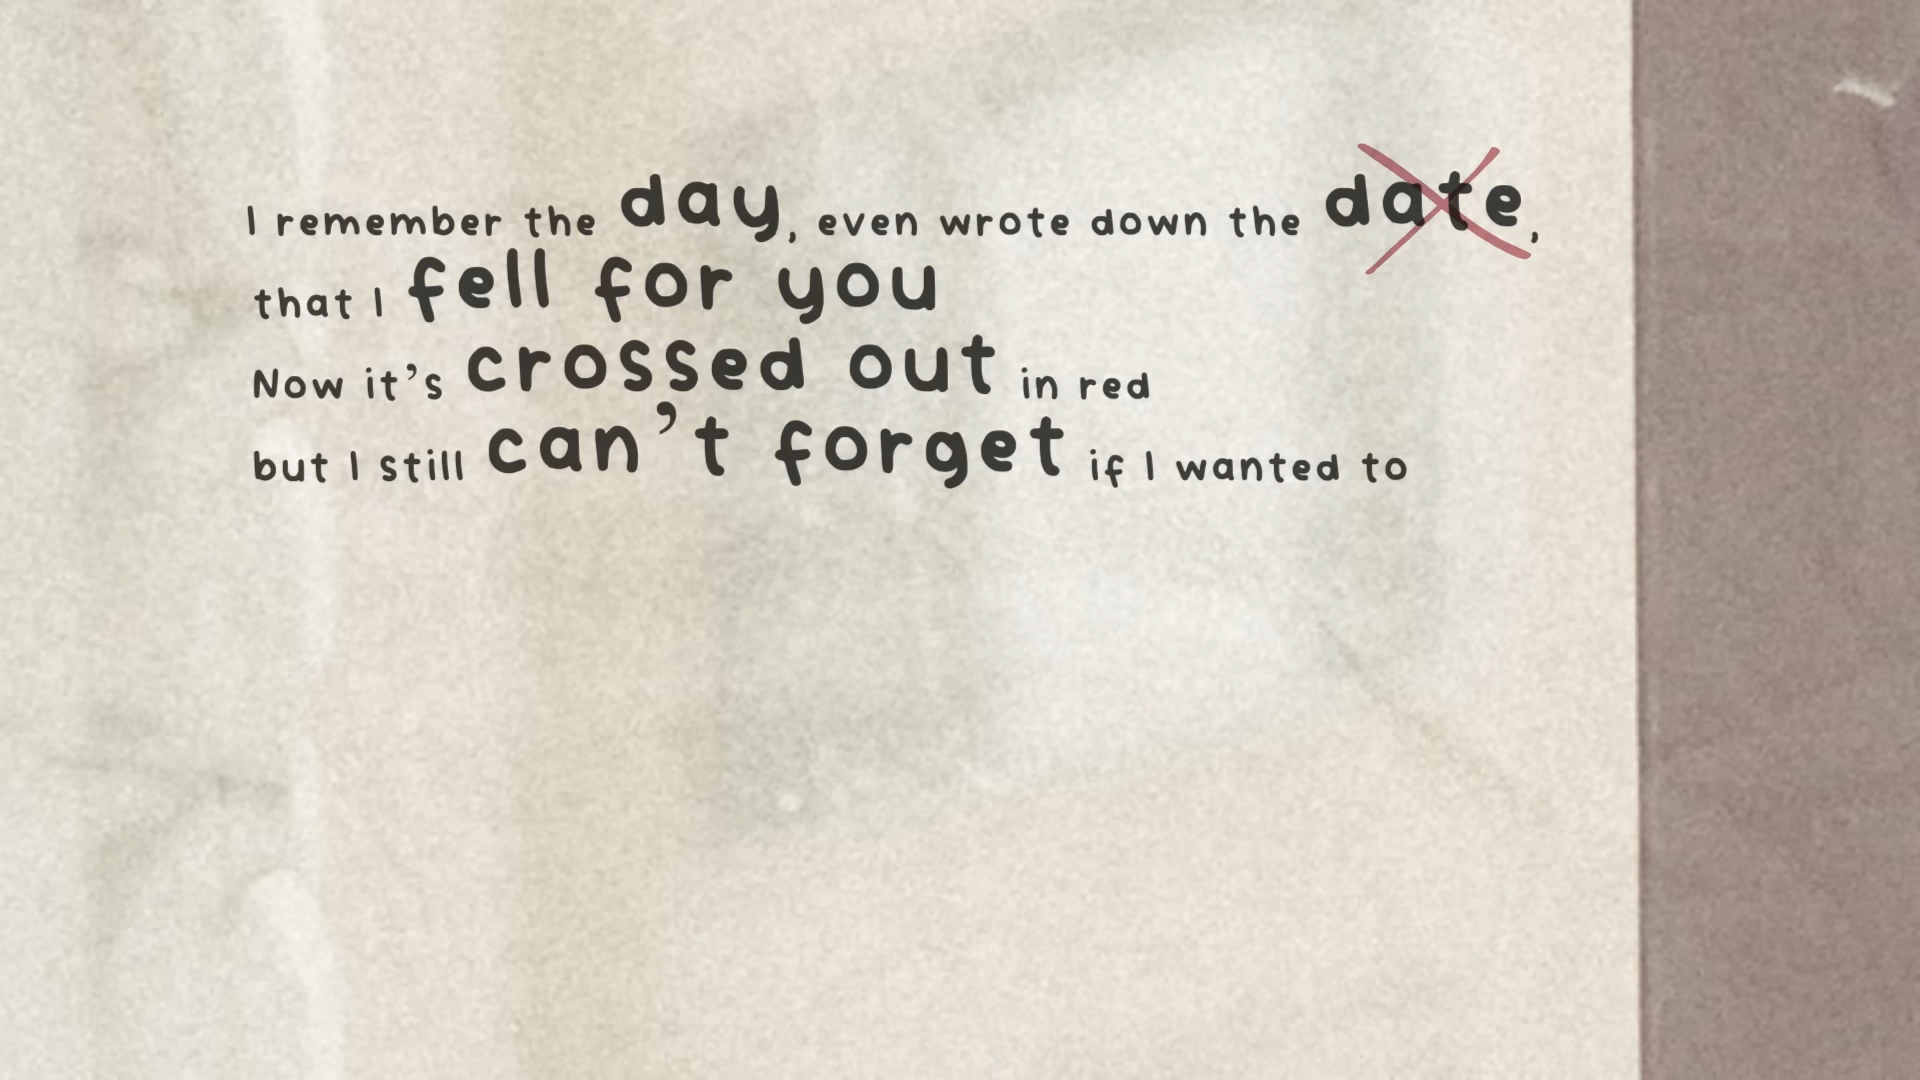 I remember the day, even wrote down the date,
that I fell for you
Now it’s crossed out in red
but I still can’t forget if I wanted to